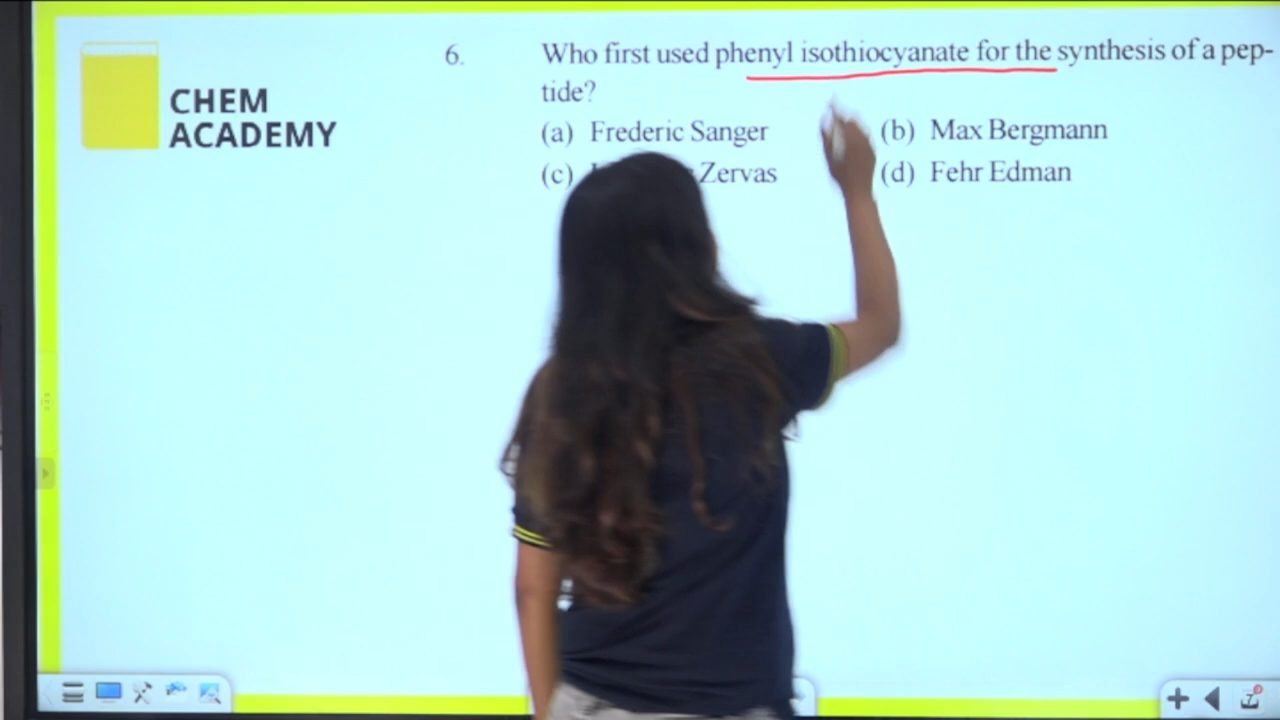 CHEM
ACADEMY
6. Who first used phenyl isothiocyanate for the synthesis of a pep-
tide?
(a) Frederic Sanger (b) Max Bergmann
(c) Zervas (d) Fehr Edman